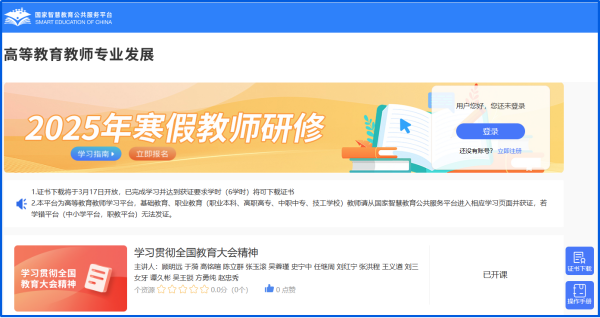 国家智慧教育公共服务平台
SMART EDUCATION OF CHINA
高等教育教师专业发展
2025年寒假教师研修
学习指南
立即报名
用户您好，您还未登录
登录
还没有账号？ 立即注册
1.证书下载将于3月17日开放，已完成学习并达到获证要求学时（6学时）将可下载证书
2.本平台为高等教育教师学习平台，基础教育、职业教育（职业本科、高职高专、中职中专、技工学校）教师请从国家智慧教育公共服务平台进入相应学习页面并获证，若
学错平台（中小学平台、职教平台）无法发证。
学习贯彻全国
教育大会精神
学习贯彻全国教育大会精神
主讲人：顾明远 于漪 高铭暄 陈立群 张玉滚 吴蓉瑾 史宁中 任继周 刘红宁 张洪程 王义遒 刘三
女牙 谭久彬 吴王锁 方勇纯 赵忠秀
个资源
0.0分（0个）
0 点赞
已开课
证书下载
操作手册